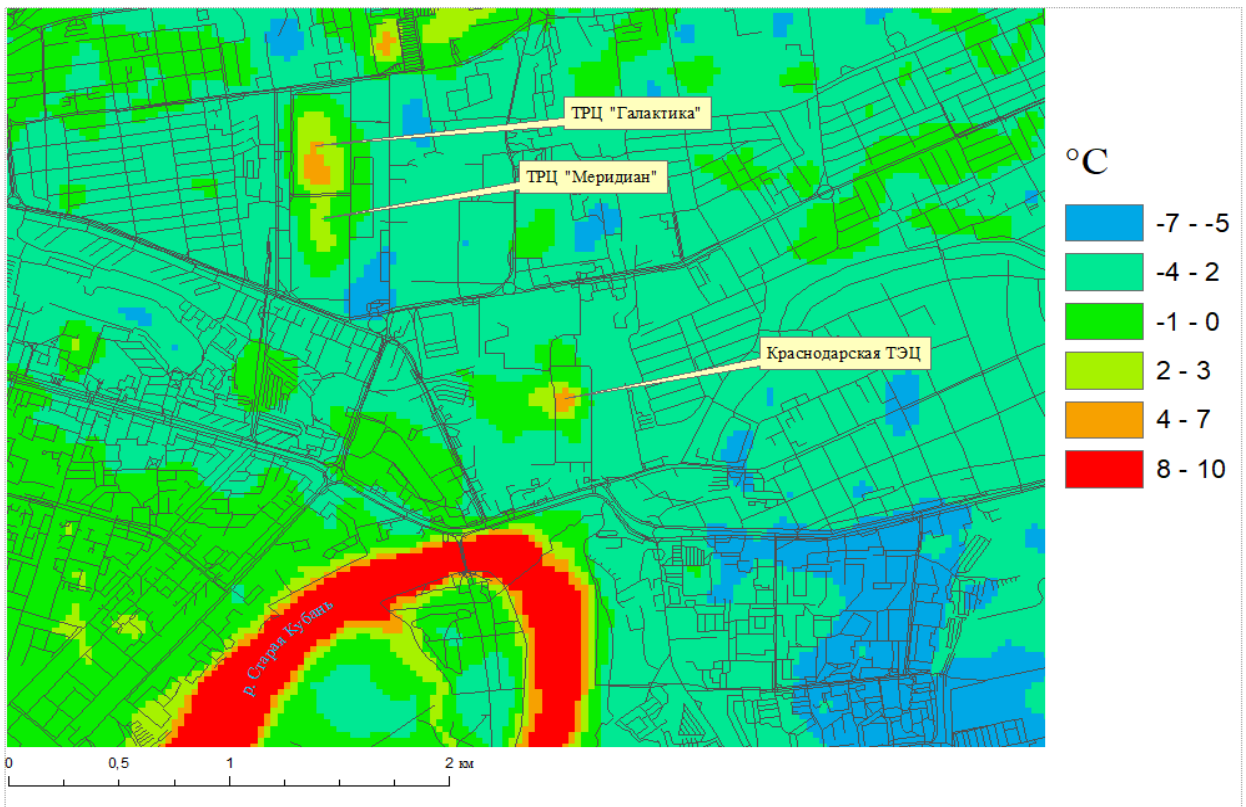 ТРЦ "Галактика"
ТРЦ "Меридиан"
Краснодарская ТЭЦ
р. Старая Кубань
°C
-7 - -5
-4 - 2
-1 - 0
2 - 3
4 - 7
8 - 10
0 0,5 1 2 км